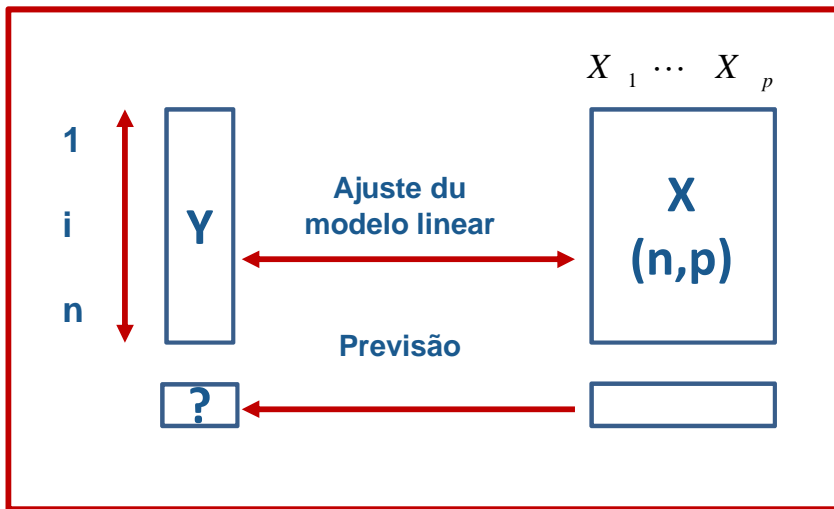 X 1 ⋯ X p
1
i
n
Y
Ajuste du
modelo linear
X
(n,p)
Previsão
?